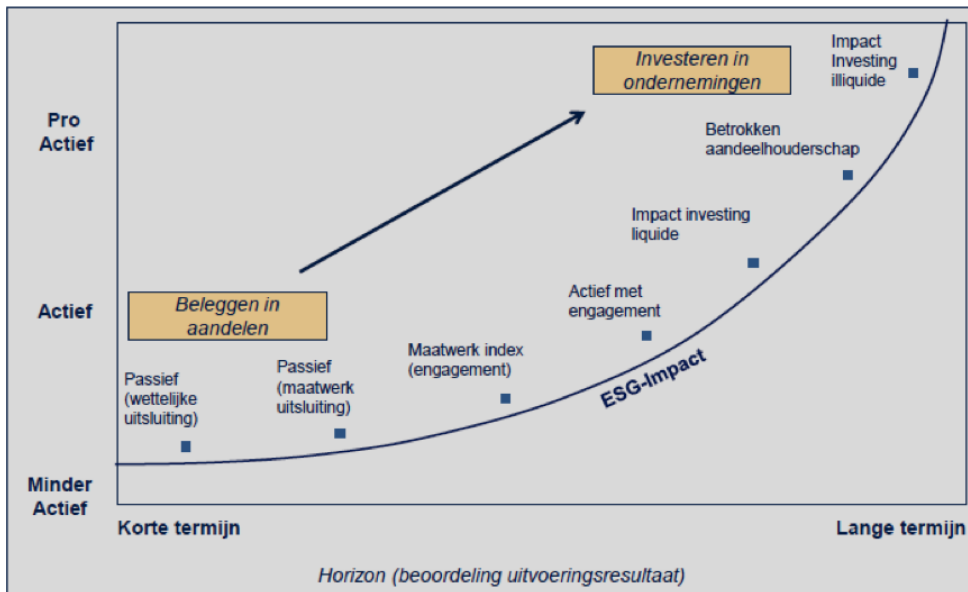 Impact
Investing
illiquide
Investeren in
ondernemingen
Pro
Actief
Betrokken
aandeelhouderschap
Impact investing
liquide
Actief
Beleggen in
aandelen
Actief met
engagement
Maatwerk index
(engagement)
Passief
(maatwerk
uitsluiting)
Passief
(wettelijke
uitsluiting)
ESG-Impact
Minder
Actief
Korte termijn
Lange termijn
Horizon (beoordeling uitvoeringsresultaat)